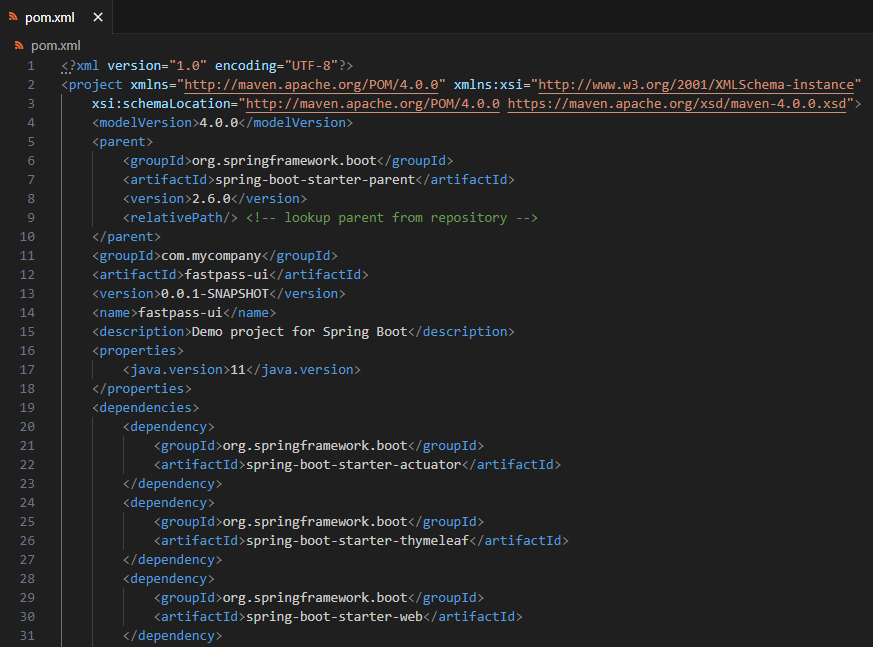 pom.xml
pom.xml
1 <?xml version="1.0" encoding="UTF-8"?>
2 <project xmlns="http://maven.apache.org/POM/4.0.0" xmlns:xsi="http://www.w3.org/2001/XMLSchema-instance"
3     xsi:schemaLocation="http://maven.apache.org/POM/4.0.0 https://maven.apache.org/xsd/maven-4.0.0.xsd">
4     <modelVersion>4.0.0</modelVersion>
5     <parent>
6         <groupId>org.springframework.boot</groupId>
7         <artifactId>spring-boot-starter-parent</artifactId>
8         <version>2.6.0</version>
9         <relativePath/> <!-- lookup parent from repository -->
10     </parent>
11     <groupId>com.mycompany</groupId>
12     <artifactId>fastpass-ui</artifactId>
13     <version>0.0.1-SNAPSHOT</version>
14     <name>fastpass-ui</name>
15     <description>Demo project for Spring Boot</description>
16     <properties>
17         <java.version>11</java.version>
18     </properties>
19     <dependencies>
20         <dependency>
21             <groupId>org.springframework.boot</groupId>
22             <artifactId>spring-boot-starter-actuator</artifactId>
23         </dependency>
24         <dependency>
25             <groupId>org.springframework.boot</groupId>
26             <artifactId>spring-boot-starter-thymeleaf</artifactId>
27         </dependency>
28         <dependency>
29             <groupId>org.springframework.boot</groupId>
30             <artifactId>spring-boot-starter-web</artifactId>
31         </dependency>